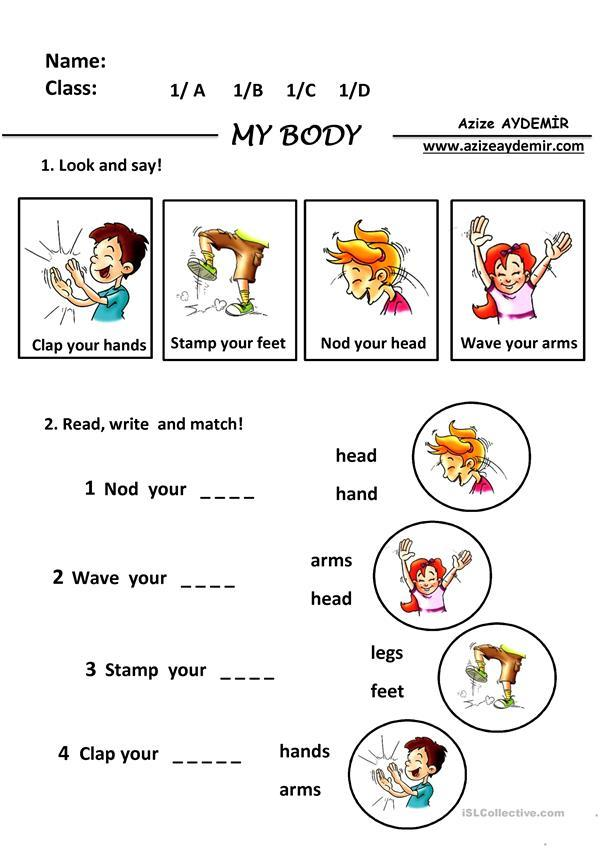 Name:
Class: 1/ A 1/B 1/C 1/D
MY BODY
Azize AYDEMİR
www.azizeaydemir.com
1. Look and say!
Clap your hands
Stamp your feet
Nod your head
Wave your arms
2. Read, write and match!
1 Nod your _ _ _ _
head
hand
2 Wave your _ _ _ _
arms
head
3 Stamp your _ _ _ _
legs
feet
4 Clap your _ _ _ _ _
hands
arms
iSLCollective.com